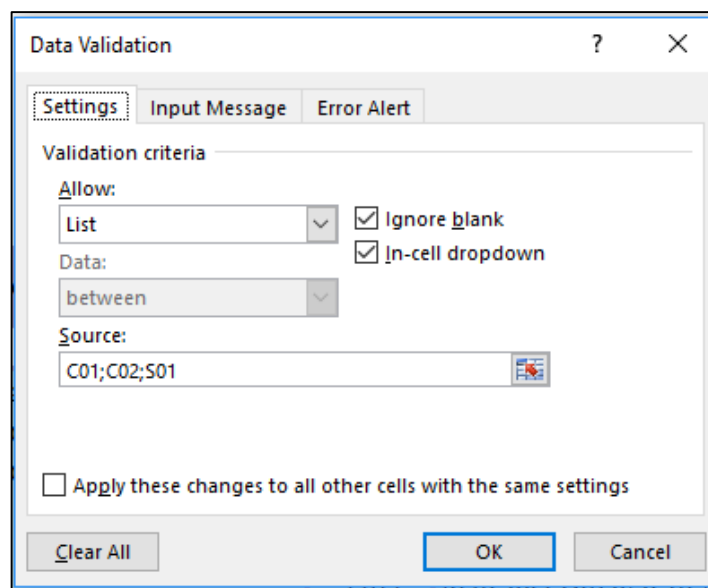 Data Validation ?
Settings Input Message Error Alert
Validation criteria
Allow:
List
Ignore blank
In-cell dropdown
Data:
between
Source:
C01;C02;S01
Apply these changes to all other cells with the same settings
Clear All OK Cancel